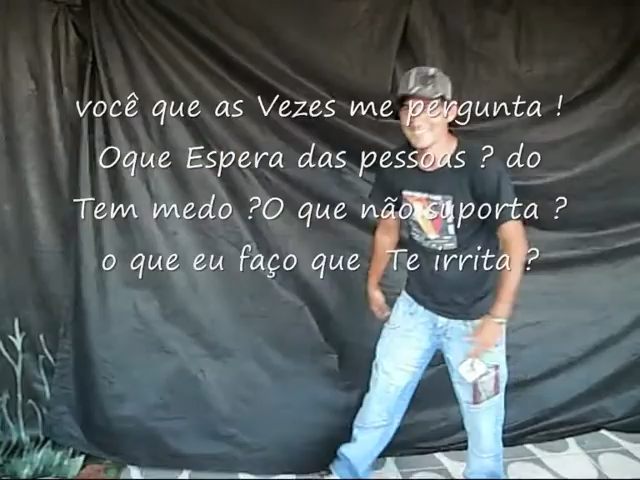 você que as Vezes me pergunta !
Oque Espera das pessoas ? do
Tem medo ?O que não suporta ?
o que eu faço que Te irrita ?